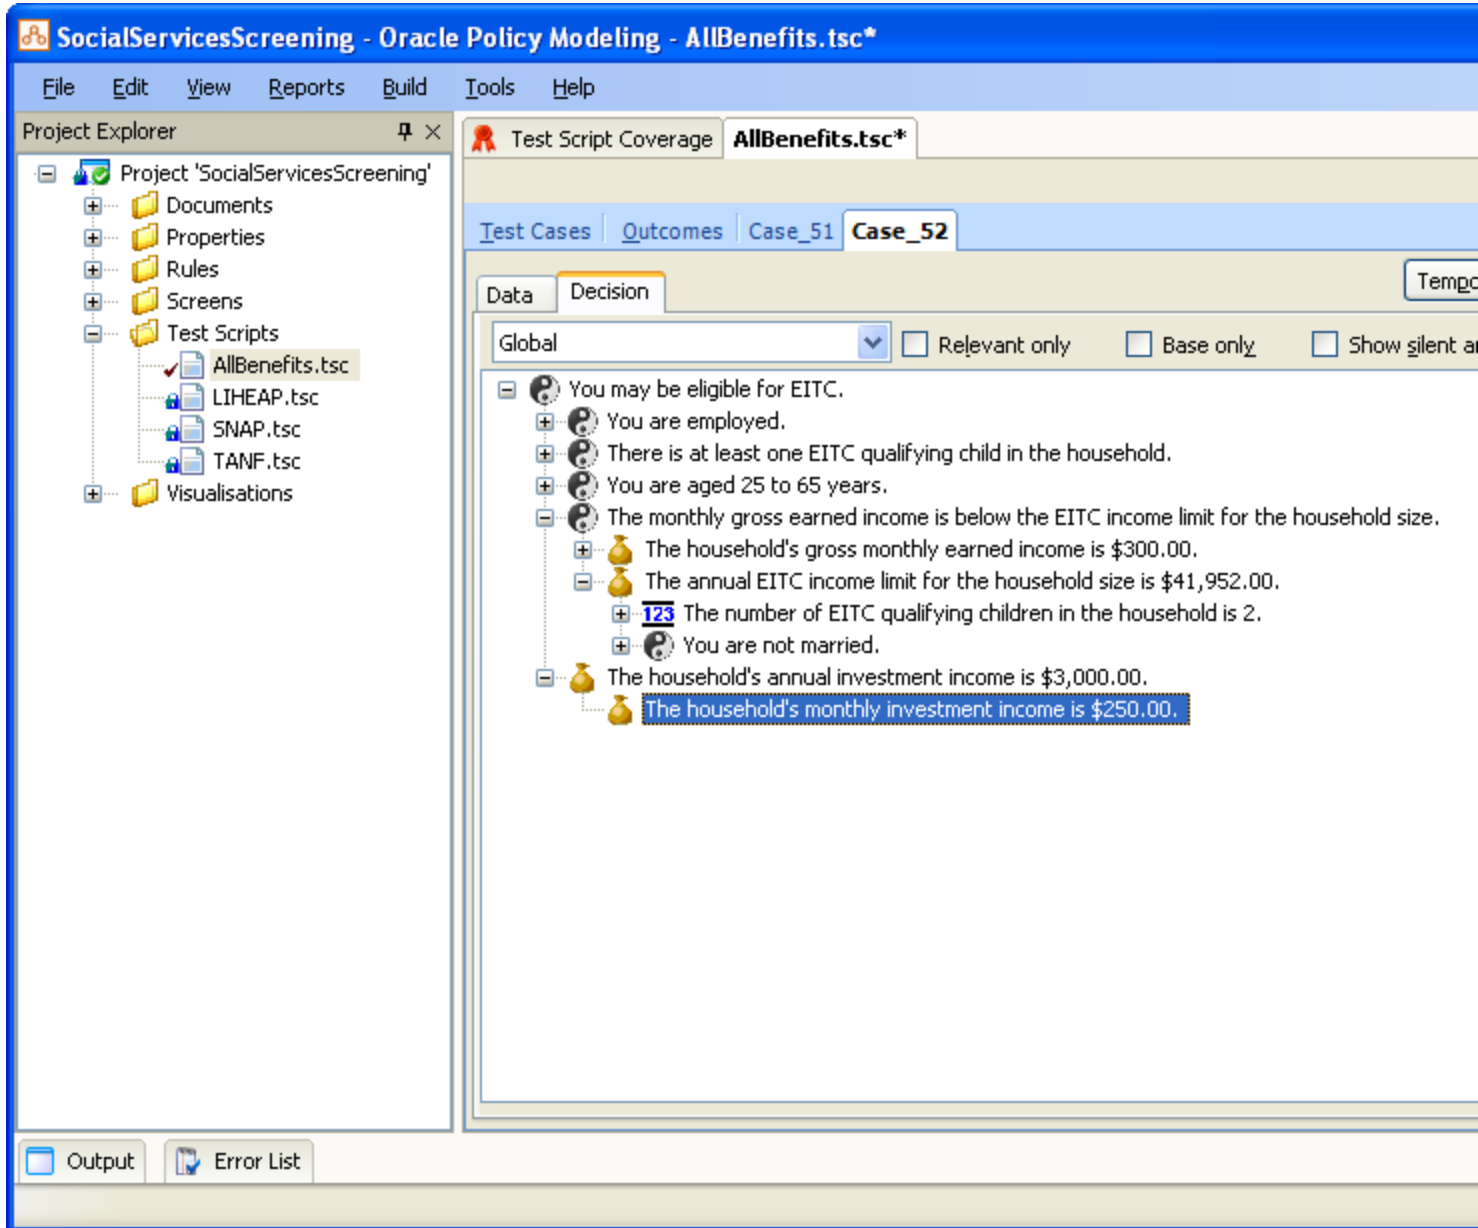 SocialServicesScreening - Oracle Policy Modeling - AllBenefits.tsc*
File Edit View Reports Build Tools Help
Project Explorer
Test Script Coverage AllBenefits.tsc*
Project 'SocialServicesScreening'
Documents
Properties
Rules
Screens
Test Scripts
AllBenefits.tsc
LIHEAP.tsc
SNAP.tsc
TANF.tsc
Visualisations
Test Cases Outcomes Case_51 Case_52
Data Decision
Global Relevant only Base only Show silent
You may be eligible for EITC.
You are employed.
There is at least one EITC qualifying child in the household.
You are aged 25 to 65 years.
The monthly gross earned income is below the EITC income limit for the household size.
The household's gross monthly earned income is $300.00.
The annual EITC income limit for the household size is $41,952.00.
123 The number of EITC qualifying children in the household is 2.
You are not married.
The household's annual investment income is $3,000.00.
The household's monthly investment income is $250.00.
Output Error List